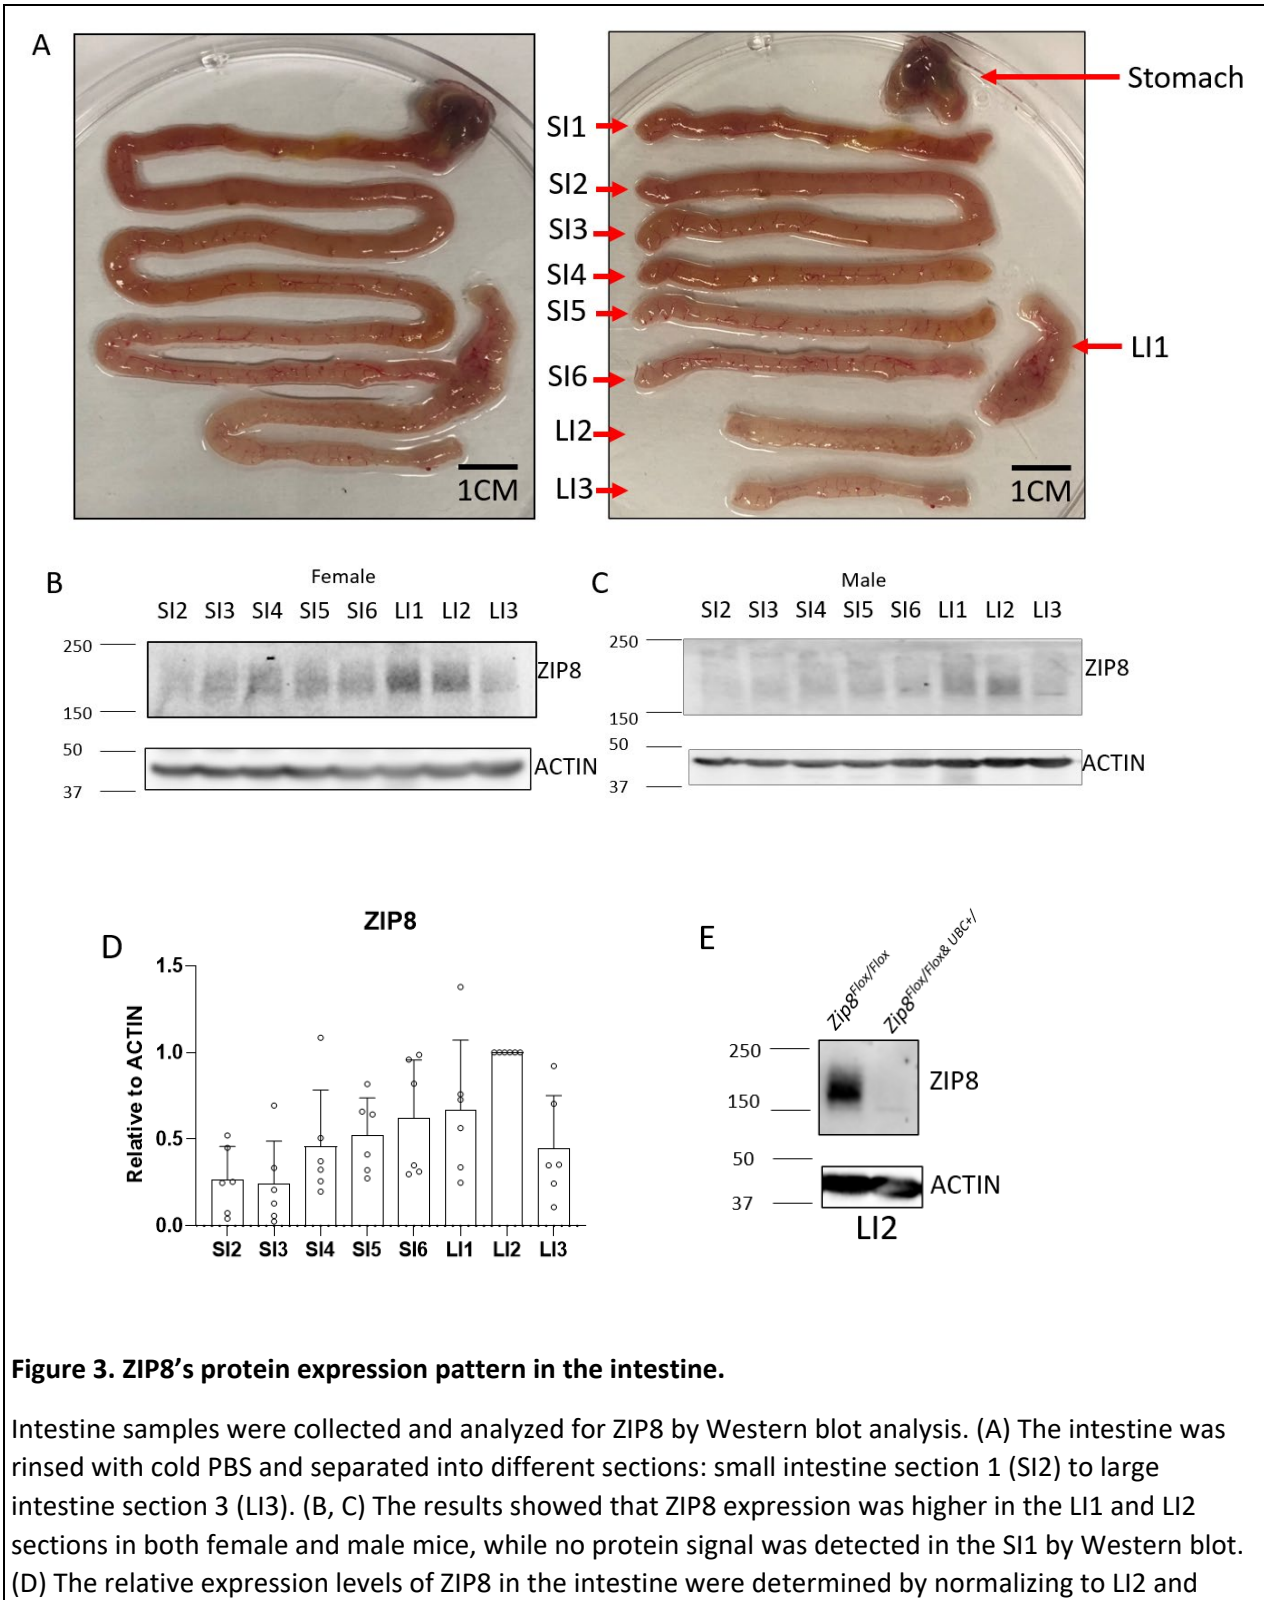 A
Stomach
SI1
SI2
SI3
SI4
SI5
SI6
LI1
LI2
LI3
1CM
1CM
B
Female
SI2 SI3 SI4 SI5 SI6 LI1 LI2 LI3
250
ZIP8
150
50
ACTIN
37
C
Male
SI2 SI3 SI4 SI5 SI6 LI1 LI2 LI3
250
ZIP8
150
50
ACTIN
37
D
ZIP8
Relative to ACTIN
1.5
1.0
0.5
0.0
SI2 SI3 SI4 SI5 SI6 LI1 LI2 LI3
E
Zip8Flox/Flox
Zip8Flox/Flox& UBC+/
250
ZIP8
150
50
ACTIN
37
LI2
Figure 3. ZIP8’s protein expression pattern in the intestine.
Intestine samples were collected and analyzed for ZIP8 by Western blot analysis. (A) The intestine was
rinsed with cold PBS and separated into different sections: small intestine section 1 (SI2) to large
intestine section 3 (LI3). (B, C) The results showed that ZIP8 expression was higher in the LI1 and LI2
sections in both female and male mice, while no protein signal was detected in the SI1 by Western blot.
(D) The relative expression levels of ZIP8 in the intestine were determined by normalizing to LI2 and